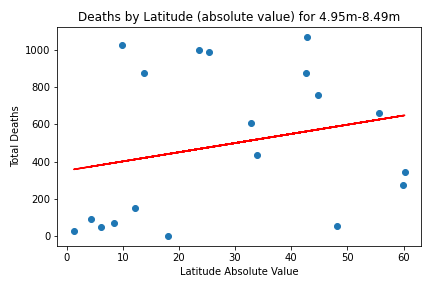 Deaths by Latitude (absolute value) for 4.95m-8.49m
1000
800
600
400
200
0
Total Deaths
0 10 20 30 40 50 60
Latitude Absolute Value